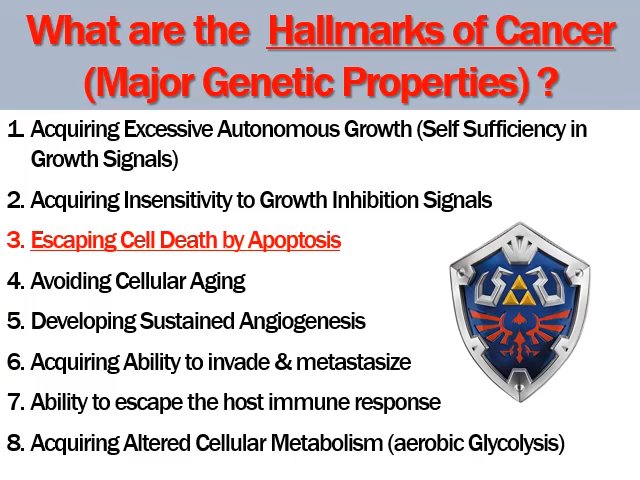 What are the Hallmarks of Cancer
(Major Genetic Properties) ?
1. Acquiring Excessive Autonomous Growth (Self Sufficiency in
Growth Signals)
2. Acquiring Insensitivity to Growth Inhibition Signals
3. Escaping Cell Death by Apoptosis
4. Avoiding Cellular Aging
5. Developing Sustained Angiogenesis
6. Acquiring Ability to invade & metastasize
7. Ability to escape the host immune response
8. Acquiring Altered Cellular Metabolism (aerobic Glycolysis)